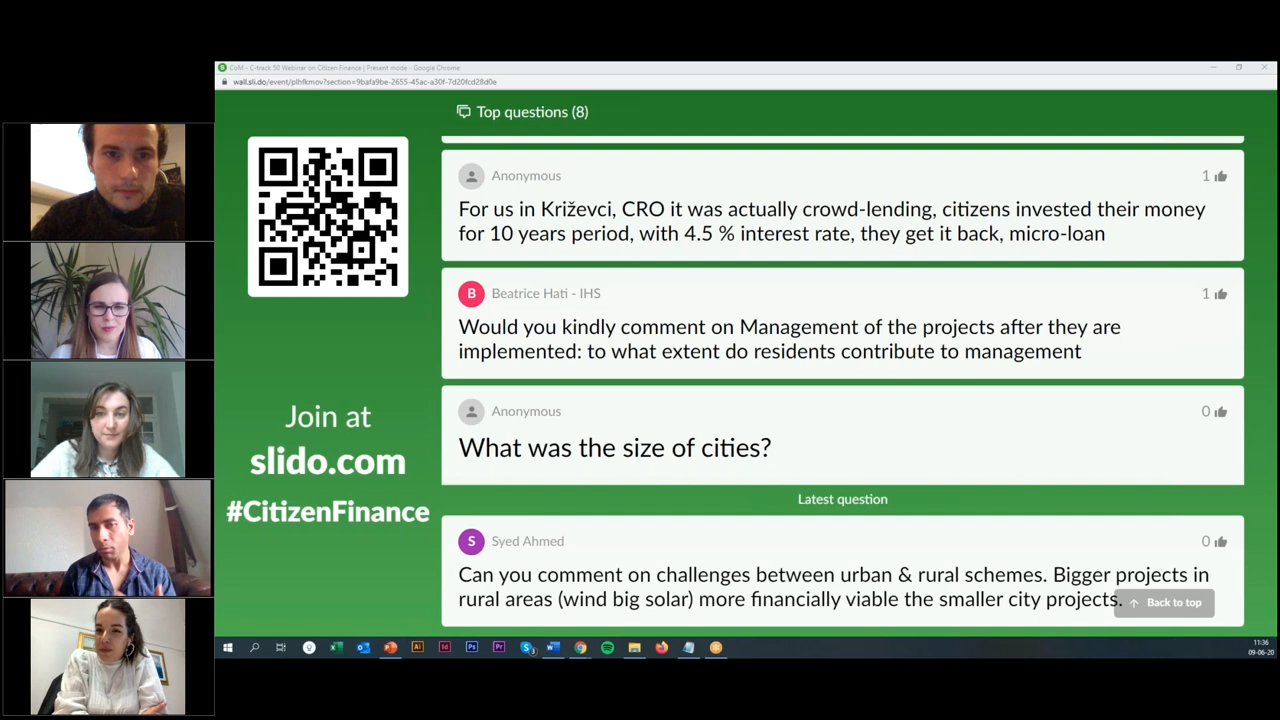 CoM - C-track 50 Webinar on Citizen Finance | Present mode - Google Chrome
wall.sli.do/event/plhfkmov?section=9bafa9be-2655-45ac-a30f-7d20fcd28d0e
Top questions (8)
Anonymous
1
For us in Križevci, CRO it was actually crowd-lending, citizens invested their money
for 10 years period, with 4.5 % interest rate, they get it back, micro-loan
B
Beatrice Hati - IHS
1
Would you kindly comment on Management of the projects after they are
implemented: to what extent do residents contribute to management
Anonymous
0
What was the size of cities?
Latest question
S
Syed Ahmed
0
Can you comment on challenges between urban & rural schemes. Bigger projects in
rural areas (wind big solar) more financially viable the smaller city projects.
Back to top
Join at
slido.com
#CitizenFinance
Ai
Id
Ps
Pr
11:36
09-06-20